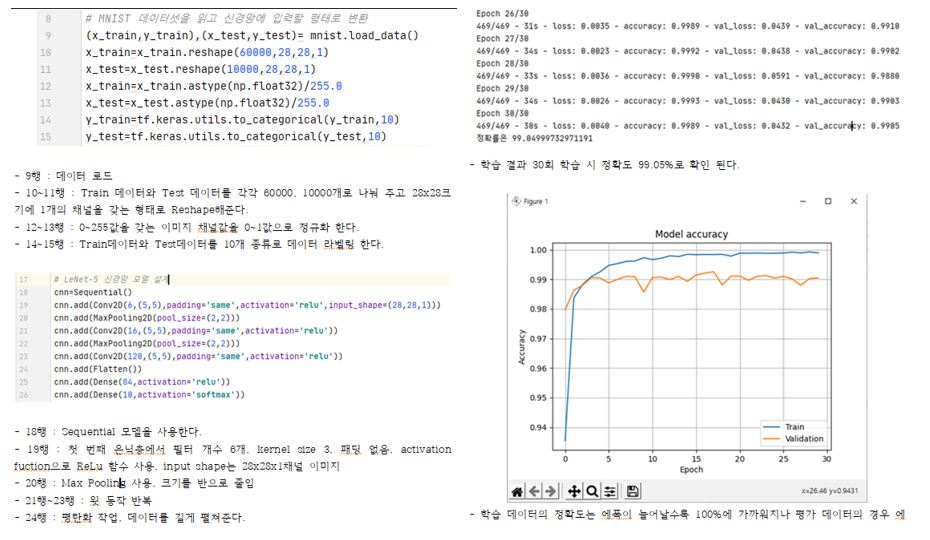 8 # MNIST 데이터셋을 읽고 신경망에 입력할 형태로 변환
9 (x_train,y_train),(x_test,y_test)= mnist.load_data()
10 x_train=x_train.reshape(60000,28,28,1)
11 x_test=x_test.reshape(10000,28,28,1)
12 x_train=x_train.astype(np.float32)/255.0
13 x_test=x_test.astype(np.float32)/255.0
14 y_train=tf.keras.utils.to_categorical(y_train,10)
15 y_test=tf.keras.utils.to_categorical(y_test,10)
- 9행 : 데이터 로드
- 10~11행 : Train 데이터와 Test 데이터를 각각 60000, 10000개로 나눠 주고 28x28크
기에 1개의 채널을 갖는 형태로 Reshape해준다.
- 12~13행 : 0~255값을 갖는 이미지 채널값을 0~1값으로 정규화 한다.
- 14~15행 : Train데이터와 Test데이터를 10개 종류로 데이터 라벨링 한다.
17 # LeNet-5 신경망 모델 설계
18 cnn=Sequential()
19 cnn.add(Conv2D(6,(5,5),padding='same',activation='relu',input_shape=(28,28,1)))
20 cnn.add(MaxPooling2D(pool_size=(2,2)))
21 cnn.add(Conv2D(16,(5,5),padding='same',activation='relu'))
22 cnn.add(MaxPooling2D(pool_size=(2,2)))
23 cnn.add(Conv2D(120,(5,5),padding='same',activation='relu'))
24 cnn.add(Flatten())
25 cnn.add(Dense(84,activation='relu'))
26 cnn.add(Dense(10,activation='softmax'))
- 18행 : Sequential 모델을 사용한다.
- 19행 : 첫 번째 은닉층에서 필터 개수 6개, kernel size 3, 패딩 없음, activation
fuction으로 ReLu 함수 사용, input shape는 28x28x1채널 이미지
- 20행 : Max Pooling 사용, 크기를 반으로 줄임
- 21행~23행 : 윗 동작 반복
- 24행 : 평탄화 작업, 데이터를 길게 펼쳐준다.
Epoch 26/30
469/469 - 31s - loss: 0.0035 - accuracy: 0.9989 - val_loss: 0.0439 - val_accuracy: 0.9910
Epoch 27/30
469/469 - 34s - loss: 0.0023 - accuracy: 0.9992 - val_loss: 0.0438 - val_accuracy: 0.9902
Epoch 28/30
469/469 - 33s - loss: 0.0036 - accuracy: 0.9990 - val_loss: 0.0591 - val_accuracy: 0.9880
Epoch 29/30
469/469 - 34s - loss: 0.0026 - accuracy: 0.9993 - val_loss: 0.0430 - val_accuracy: 0.9903
Epoch 30/30
469/469 - 30s - loss: 0.0040 - accuracy: 0.9989 - val_loss: 0.0432 - val_accuracy: 0.9905
정확률은 99.04999732971191
- 학습 결과 30회 학습 시 정확도 99.05%로 확인 된다.
Figure 1
Model accuracy
1.00
0.99
0.98
0.97
0.96
0.95
0.94
Accuracy
Train
Validation
0 5 10 15 20 25 30
Epoch
x=26.46 y=0.9431
- 학습 데이터의 정확도는 에폭이 늘어날수록 100%에 가까워지나 평가 데이터의 경우 에